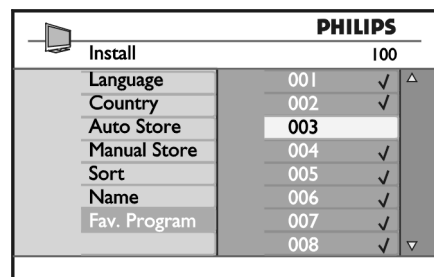 PHILIPS
Install 100
Language 001 ✓
Country 002 ✓
Auto Store 003
Manual Store 004 ✓
Sort 005 ✓
Name 006 ✓
Fav. Program 007 ✓
008 ✓